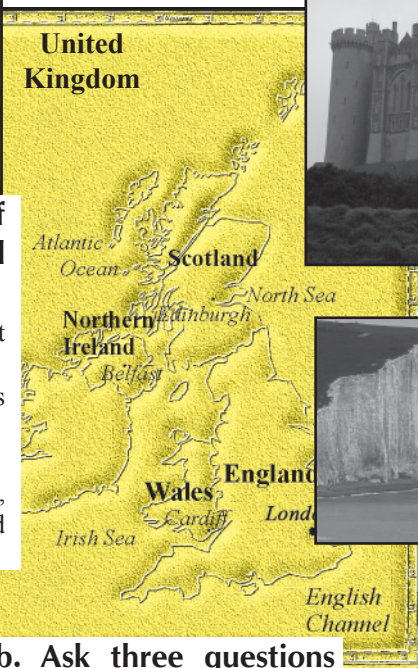 United
Kingdom
Atlantic
Ocean
Scotland
North Sea
Edinburgh
Northern
Ireland
Belfast
England
Wales
Cardiff
Irish Sea
English
Channel
b. Ask three questions